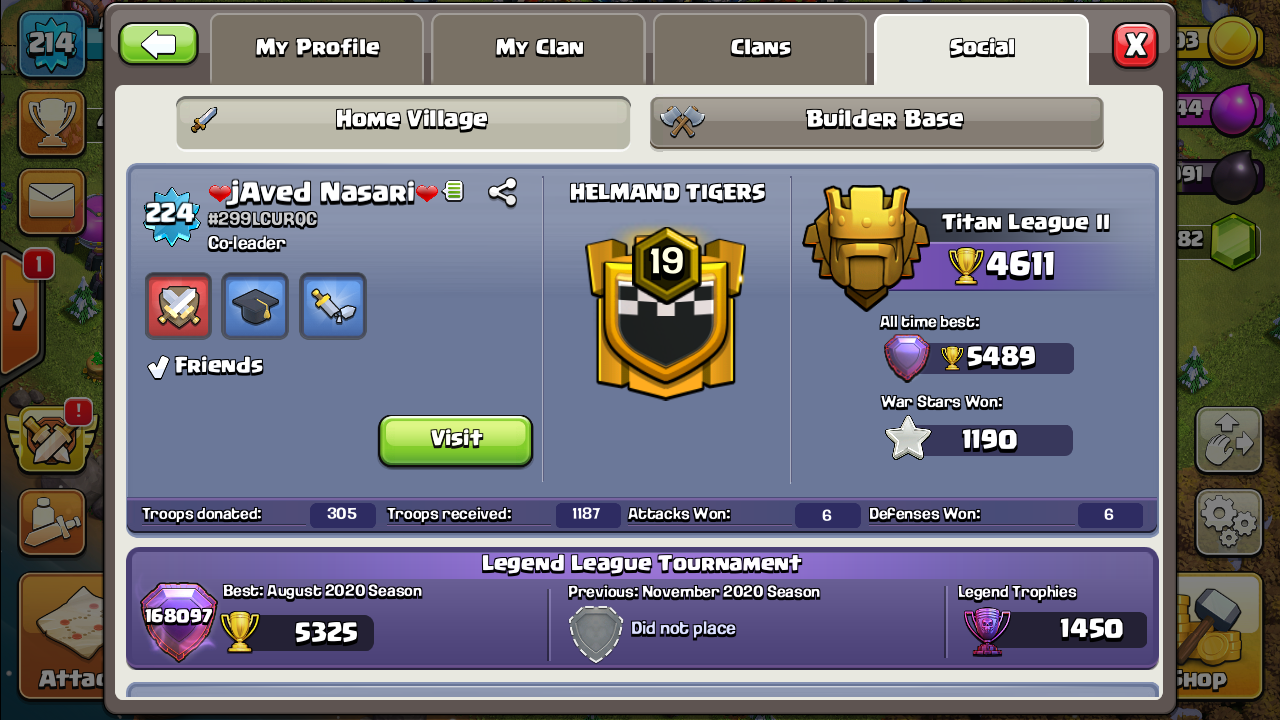 214
My Profile
My Clan
Clans
Social
X
Home Village
Builder Base
224
jAved Nasari
#299LCURQC
Co-leader
Friends
Visit
HELMAND TIGERS
19
Titan League II
4611
All time best:
5489
War Stars Won:
1190
Troops donated: 305
Troops received: 1187
Attacks Won: 6
Defenses Won: 6
Legend League Tournament
168097
Best: August 2020 Season
5325
Previous: November 2020 Season
Did not place
Legend Trophies
1450
1
!